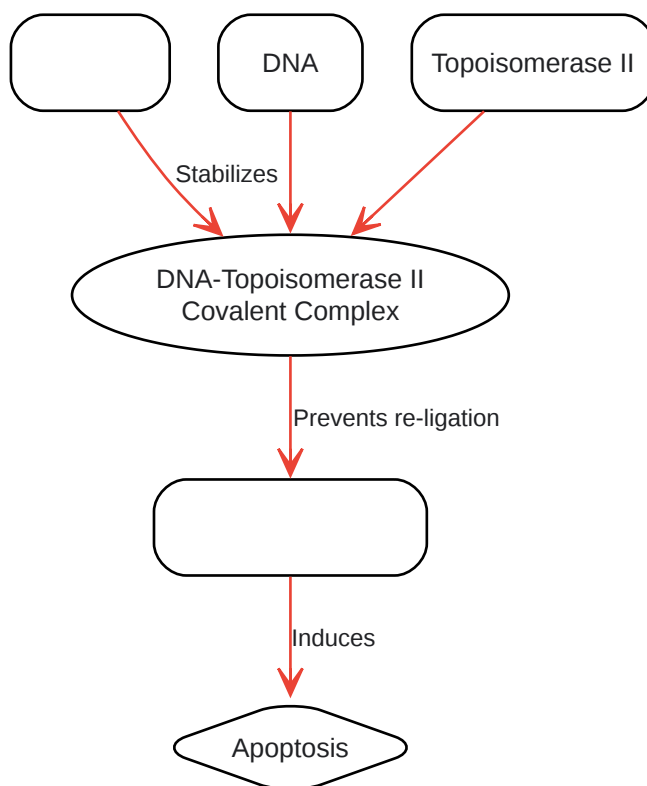 DNA
Topoisomerase II
Stabilizes
DNA-Topoisomerase II
Covalent Complex
Prevents re-ligation
Induces
Apoptosis